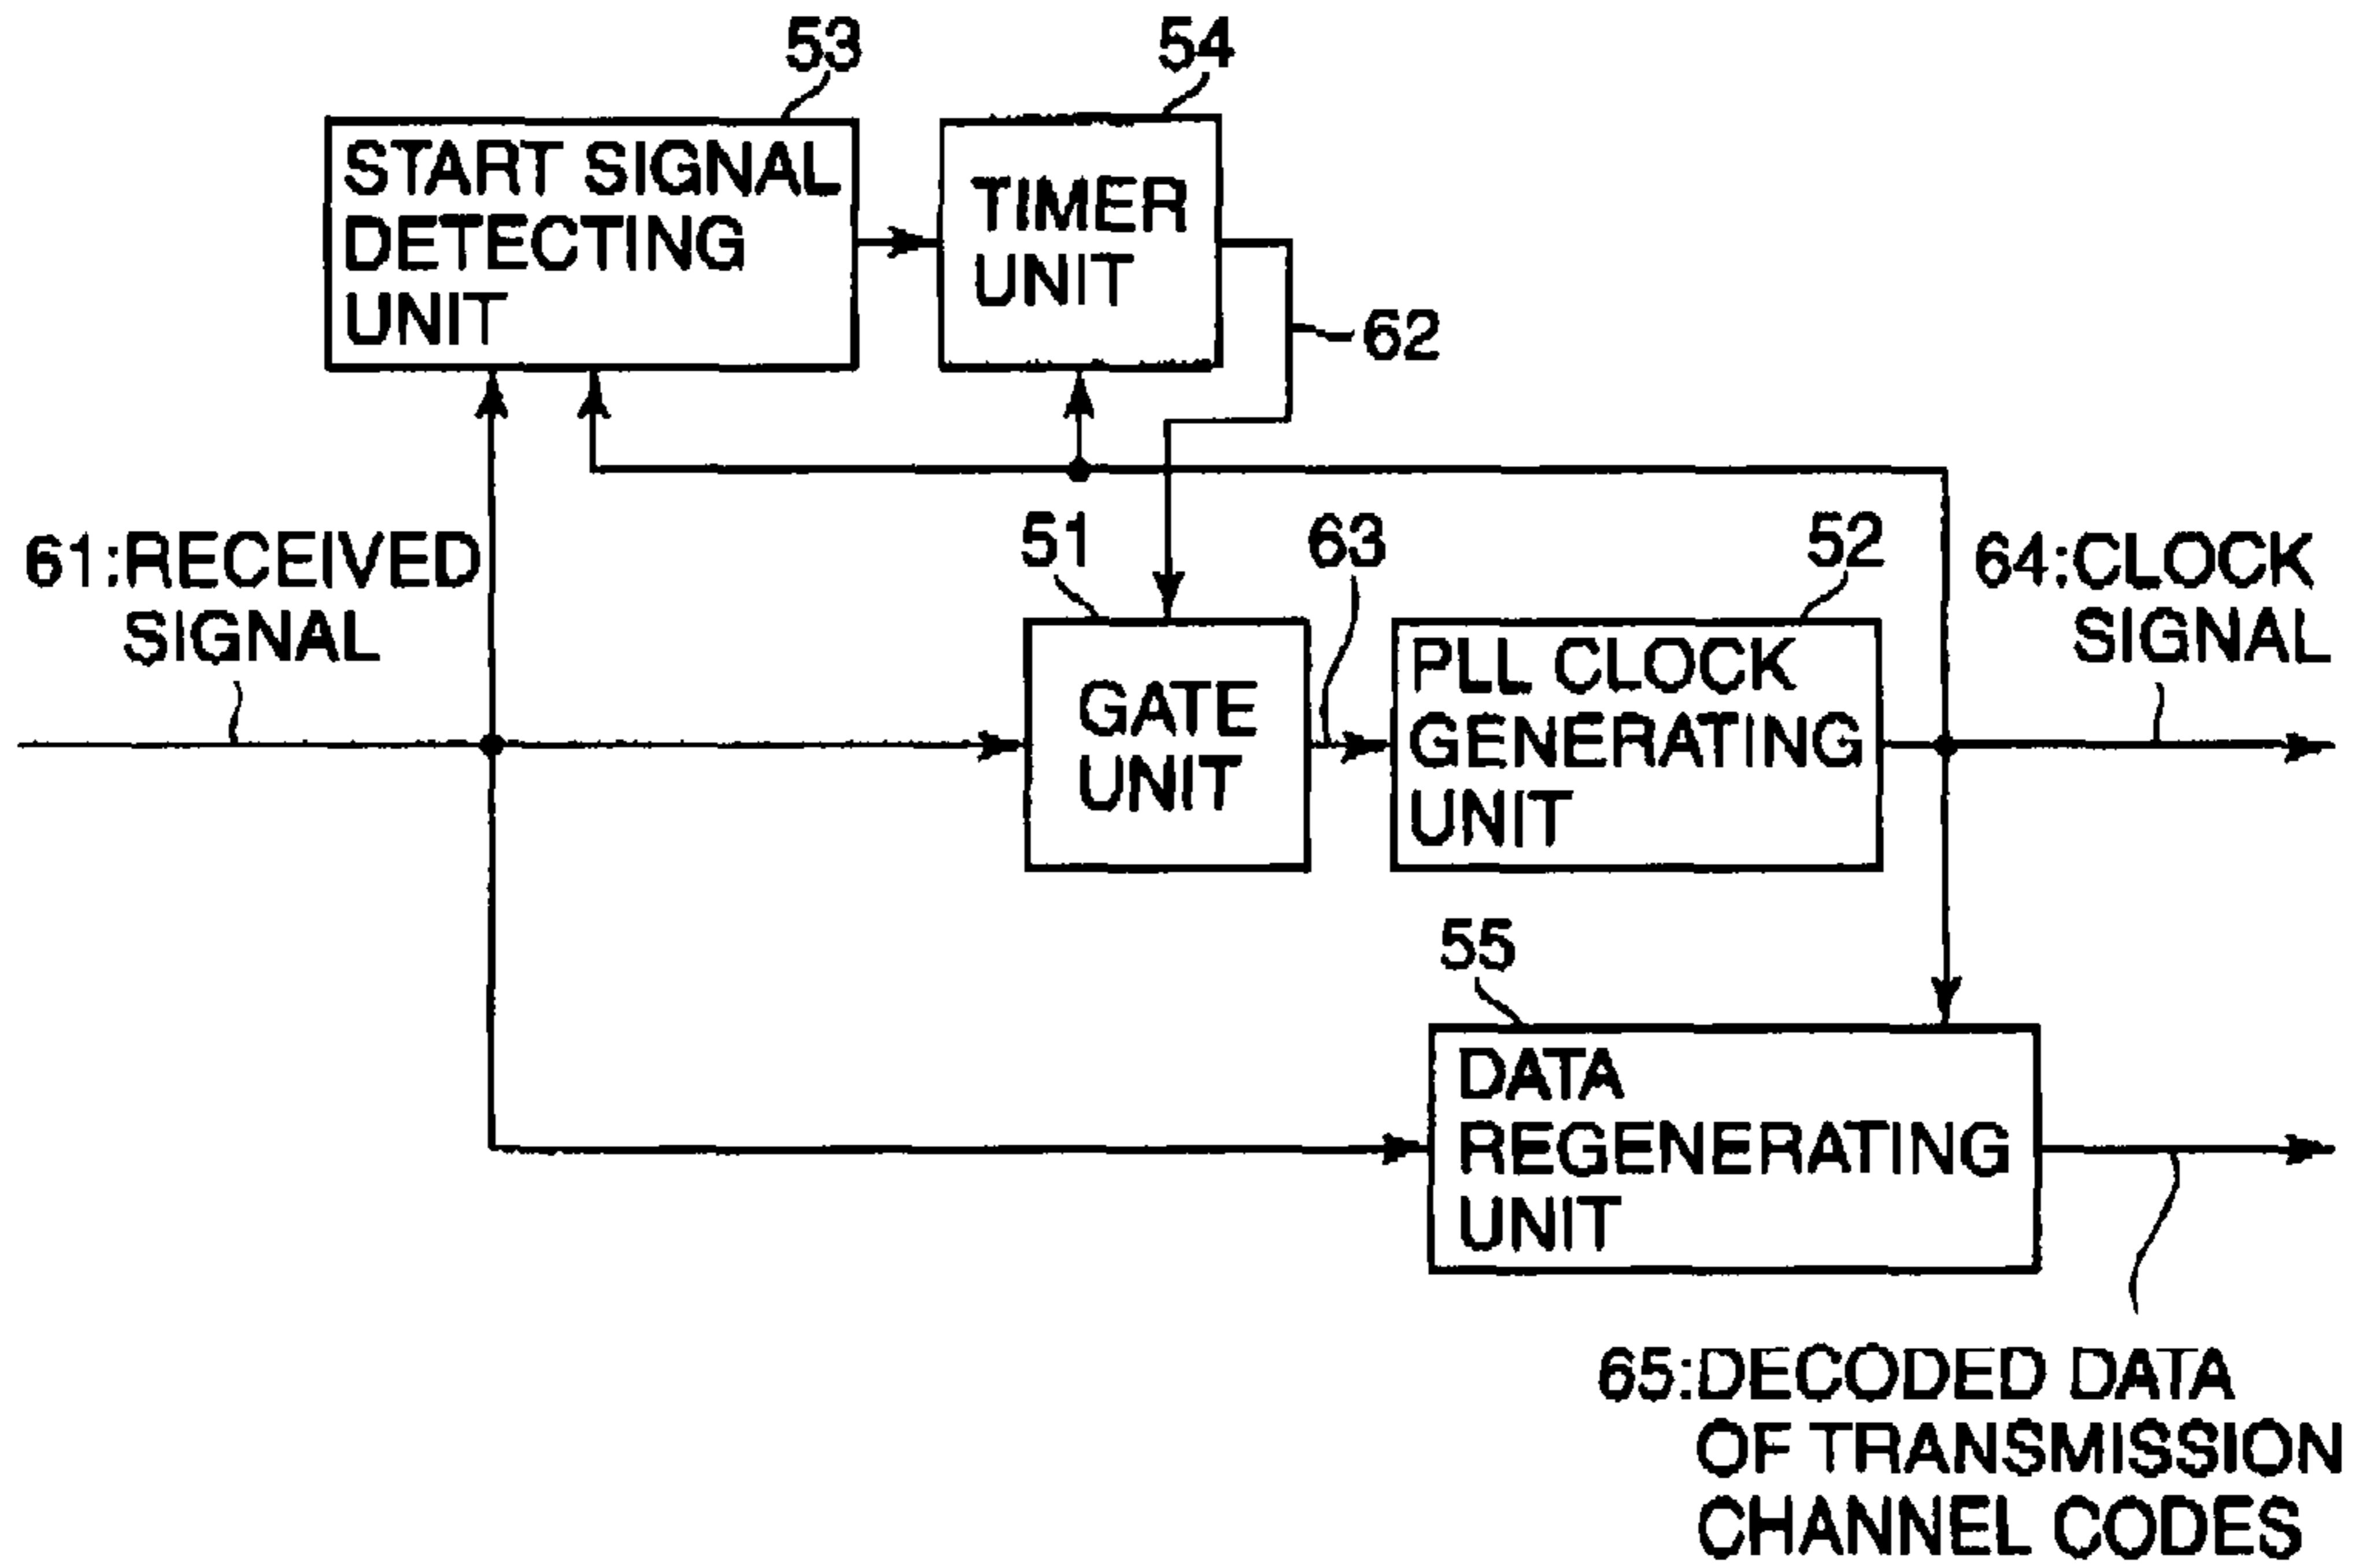 53
54
START SIGNAL
DETECTING
UNIT
TIMER
UNIT
62
61:RECEIVED
SIGNAL
51
63
52
64:CLOCK
SIGNAL
GATE
UNIT
PLL CLOCK
GENERATING
UNIT
55
DATA
REGENERATING
UNIT
65:DECODED DATA
OF TRANSMISSION
CHANNEL CODES